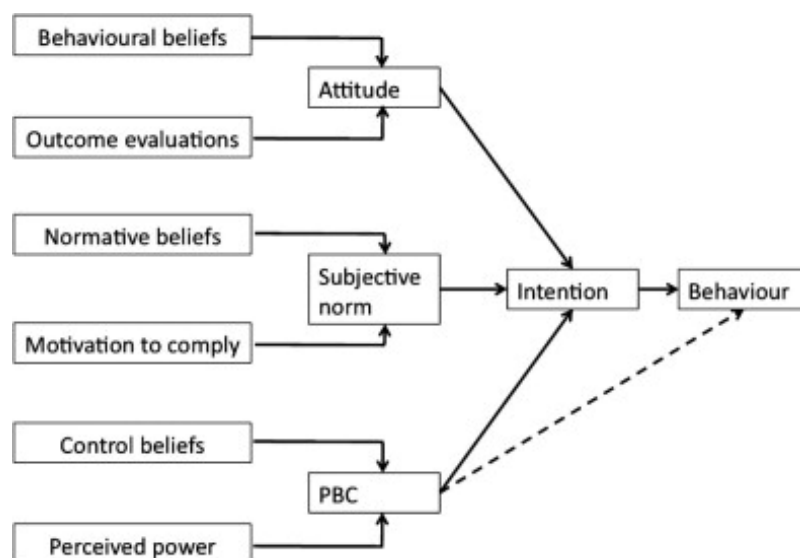 Behavioural beliefs
Attitude
Outcome evaluations
Normative beliefs
Subjective
norm
Intention
Behaviour
Motivation to comply
Control beliefs
PBC
Perceived power